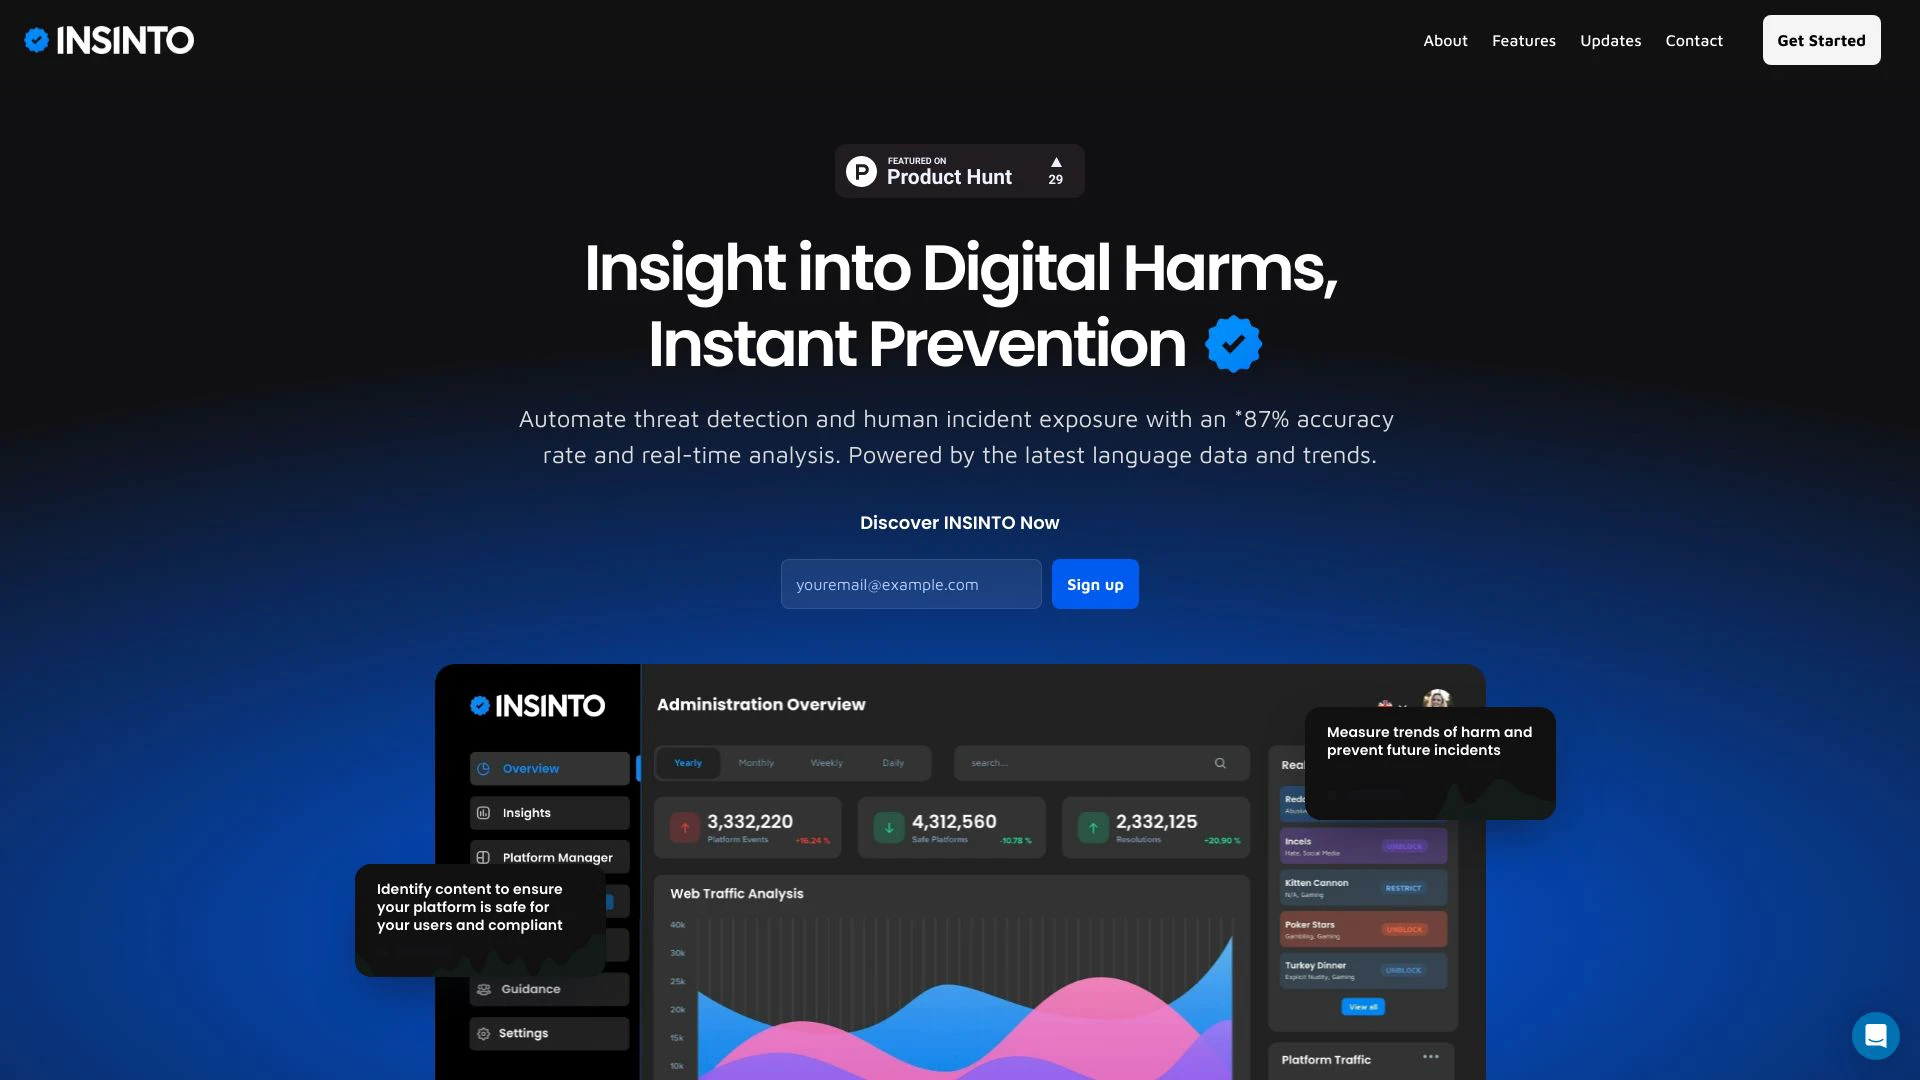 INSINTO
About
Features
Updates
Contact
Get Started
FEATURED ON
Product Hunt
29
Insight into Digital Harms,
Instant Prevention
Automate threat detection and human incident exposure with an *87% accuracy
rate and real-time analysis. Powered by the latest language data and trends.
Discover INSINTO Now
youremail@example.com
Sign up
INSINTO
Overview
Insights
Platform Manager
Identify content to ensure
your platform is safe for
your users and compliant
Guidance
Settings
Administration Overview
Yearly
Monthly
Weekly
Daily
search...
3,332,220
Platform Events
+16.24 %
4,312,560
Safe Platforms
-10.78 %
2,332,125
Resolutions
+20.90 %
Web Traffic Analysis
40k
30k
25k
20k
15k
10k
Measure trends of harm and
prevent future incidents
Incels
Hate, Social Media
UNBLOCK
Kitten Cannon
N/A, Gaming
RESTRICT
Poker Stars
Gambling, Gaming
UNBLOCK
Turkey Dinner
Explicit Nudity, Gaming
UNBLOCK
View all
Platform Traffic